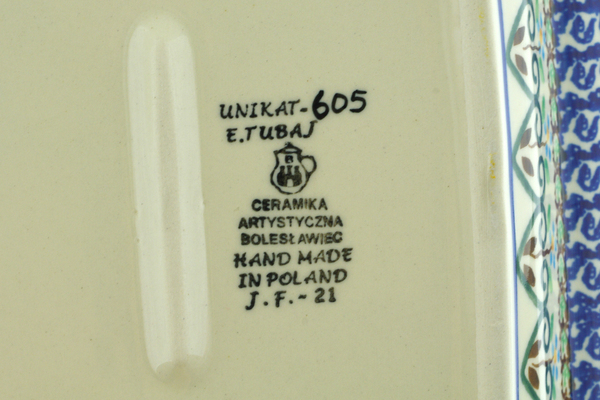 UNIKAT-605
E.TUBAJ
CERAMIKA
ARTYSTYCZNA
BOLESŁAWIEC
HAND MADE
IN POLAND
J.F.-21